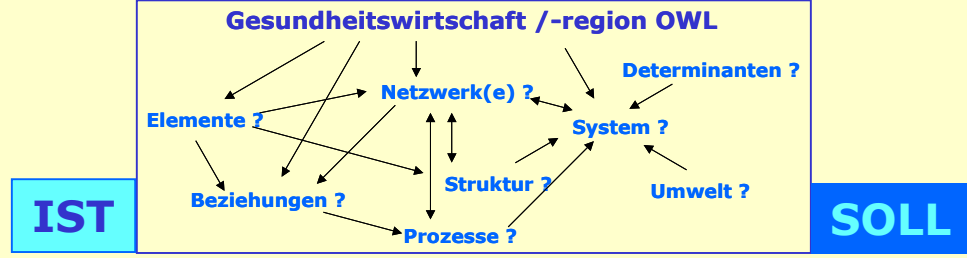 Gesundheitswirtschaft /-region OWL
Determinanten ?
Netzwerk(e) ?
Elemente ?
System ?
Struktur ?
Umwelt ?
Beziehungen ?
IST
SOLL
Prozesse ?